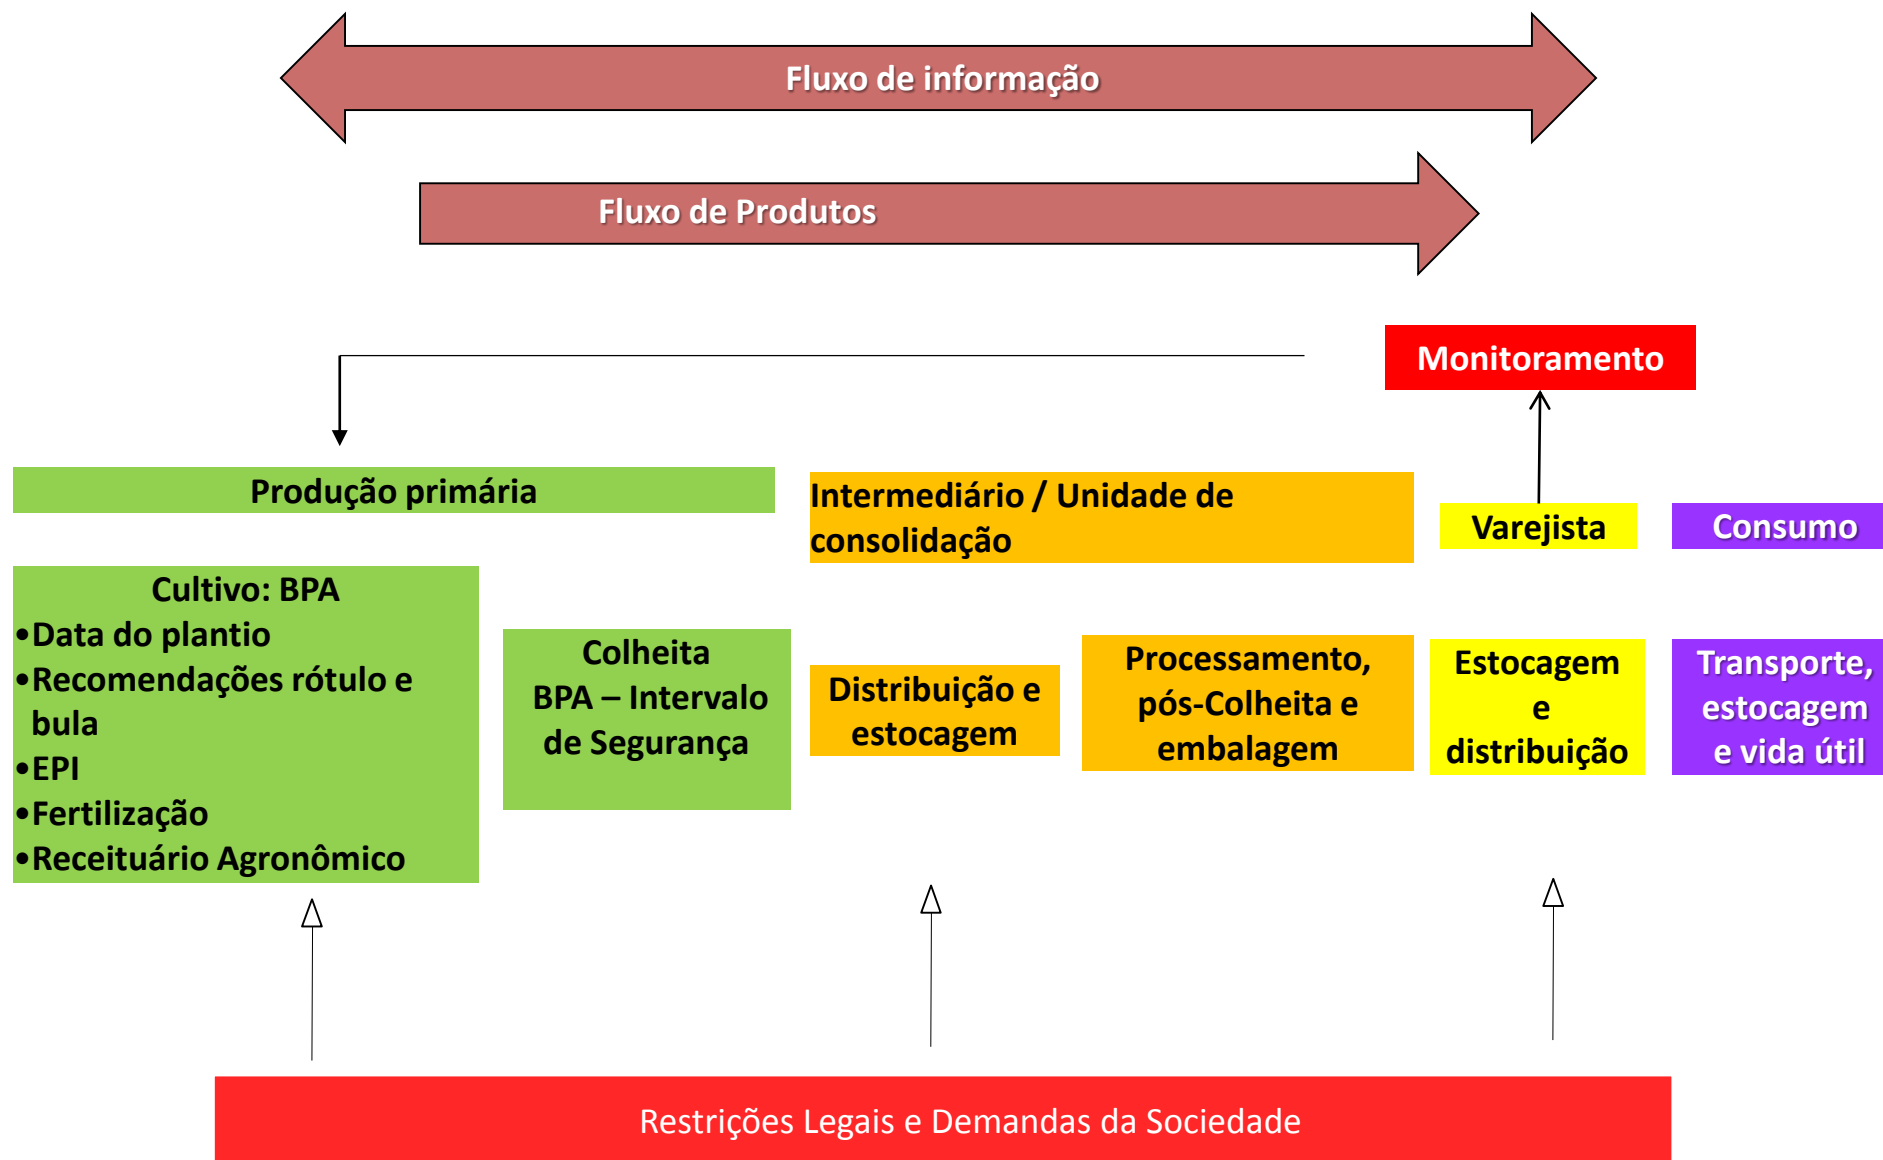 Fluxo de informação
Fluxo de Produtos
Monitoramento
Produção primária
Intermediário / Unidade de
consolidação
Varejista
Consumo
Cultivo: BPA
•Data do plantio
•Recomendações rótulo e
bula
•EPI
•Fertilização
•Receituário Agronômico
Colheita
BPA – Intervalo
de Segurança
Distribuição e
estocagem
Processamento,
pós-Colheita e
embalagem
Estocagem
e
distribuição
Transporte,
estocagem
e vida útil
Restrições Legais e Demandas da Sociedade